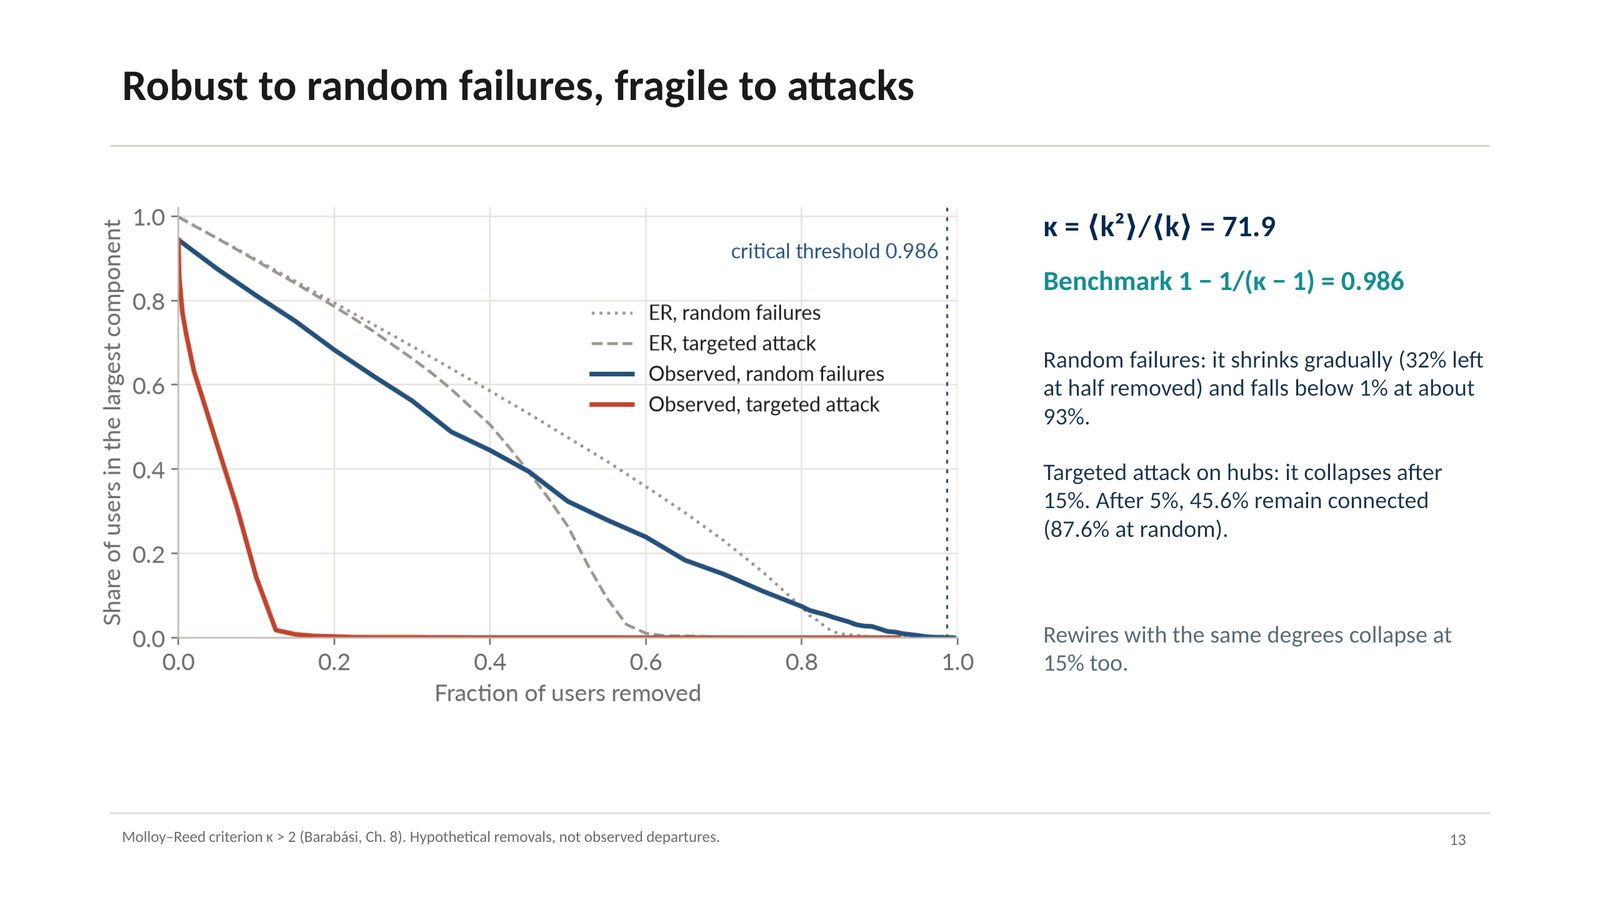 Robust to random failures, fragile to attacks
Share of users in the largest component
1.0
0.8
0.6
0.4
0.2
0.0
0.0
0.2
0.4
0.6
0.8
1.0
Fraction of users removed
critical threshold 0.986
ER, random failures
ER, targeted attack
Observed, random failures
Observed, targeted attack
κ = ⟨k²⟩/⟨k⟩ = 71.9
Benchmark 1 − 1/(κ − 1) = 0.986
Random failures: it shrinks gradually (32% left
at half removed) and falls below 1% at about
93%.
Targeted attack on hubs: it collapses after
15%. After 5%, 45.6% remain connected
(87.6% at random).
Rewires with the same degrees collapse at
15% too.
Molloy–Reed criterion κ > 2 (Barabási, Ch. 8). Hypothetical removals, not observed departures.
13